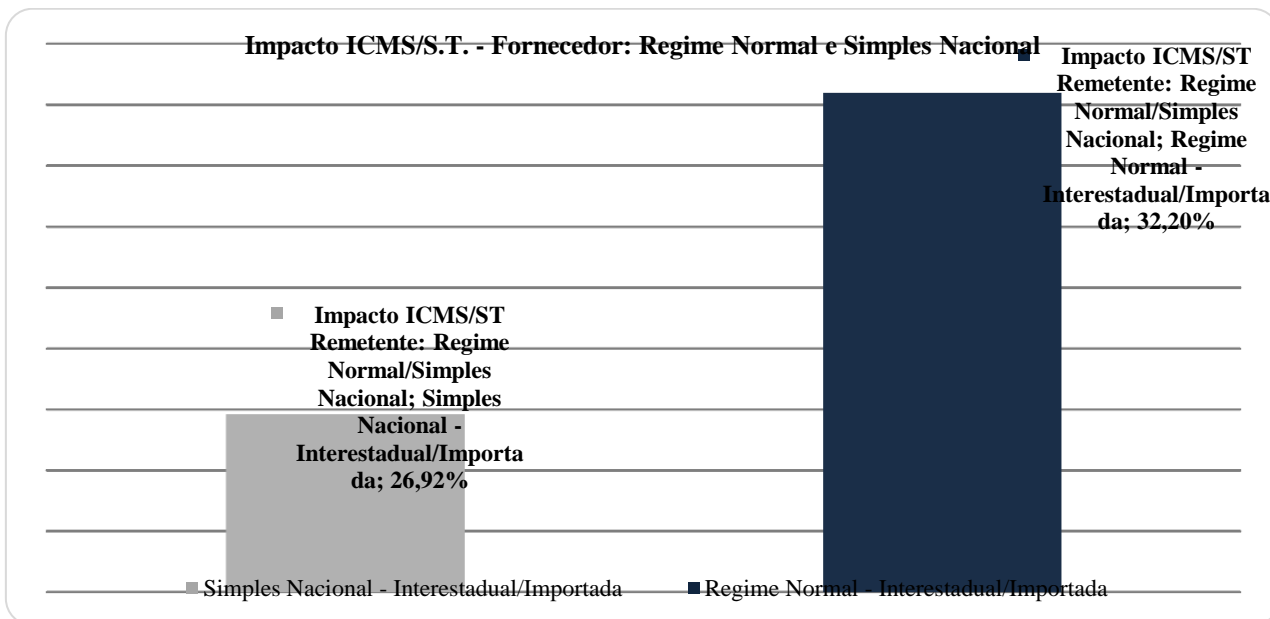 Impacto ICMS/S.T. - Fornecedor: Regime Normal e Simples Nacional
Impacto ICMS/ST
Remetente: Regime
Normal/Simples
Nacional; Regime
Normal -
Interestadual/Importa
da; 32,20%
Impacto ICMS/ST
Remetente: Regime
Normal/Simples
Nacional; Simples
Nacional -
Interestadual/Importa
da; 26,92%
Simples Nacional - Interestadual/Importada
Regime Normal - Interestadual/Importada